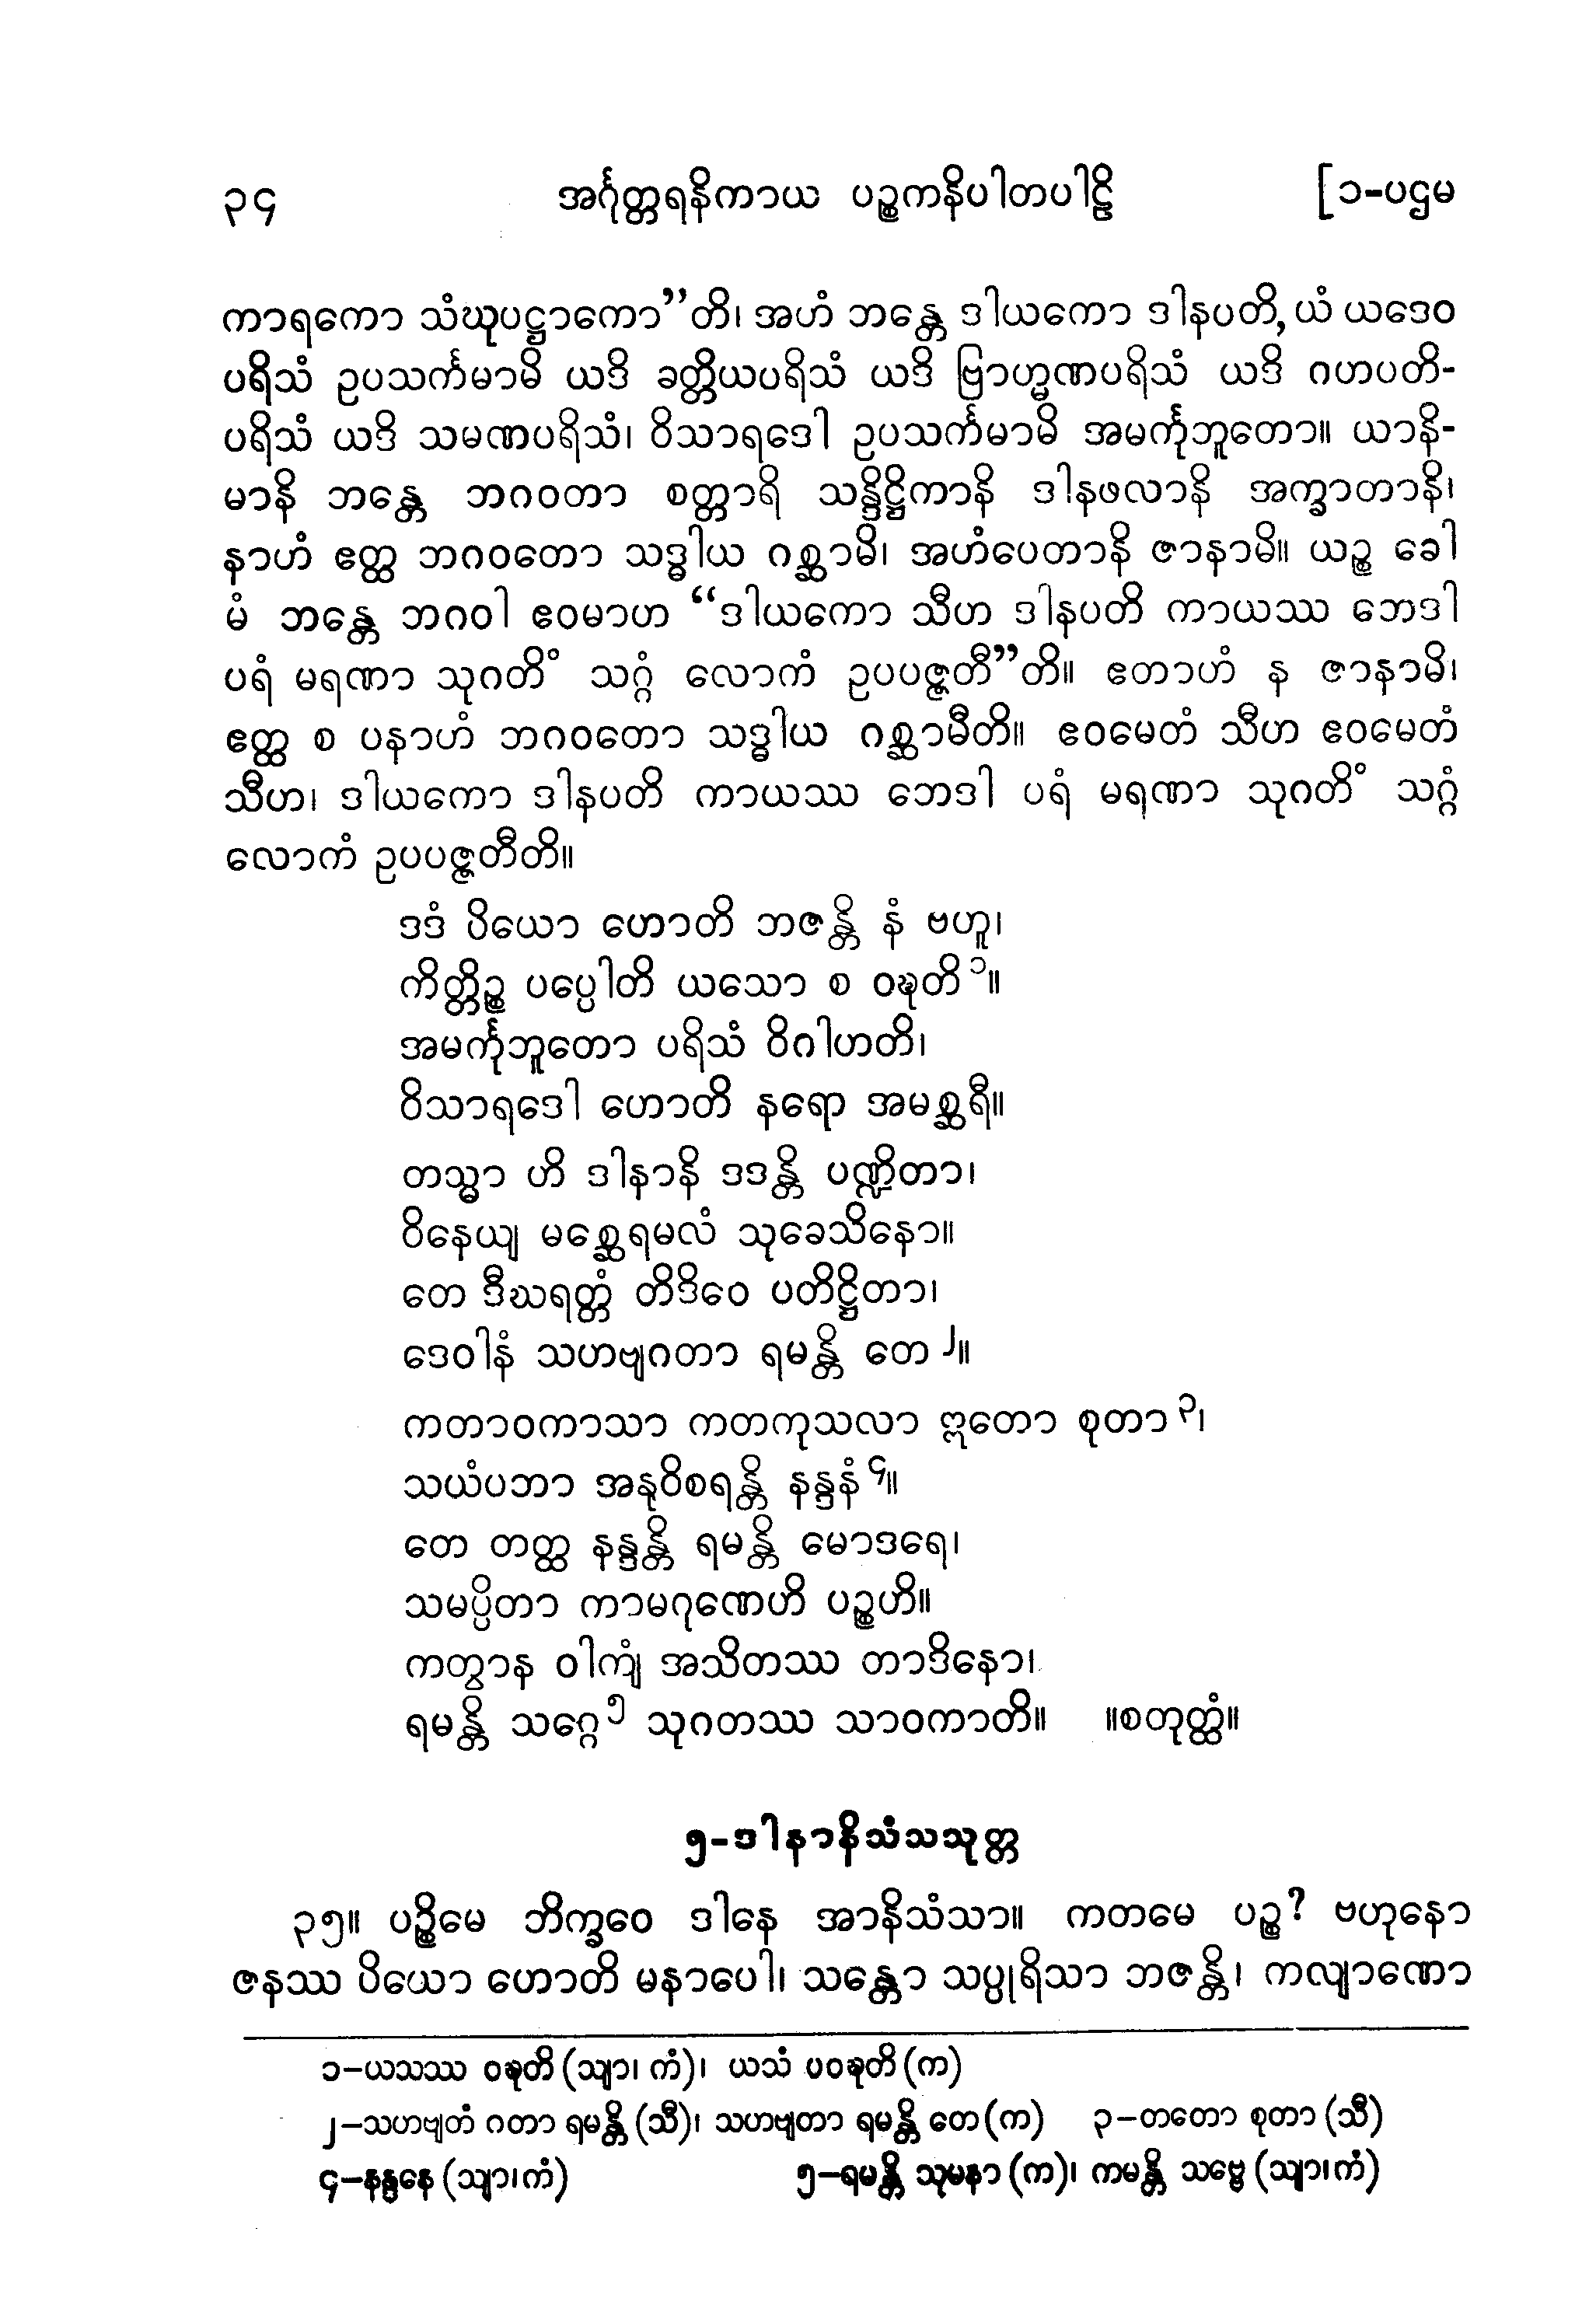 ၃၄ အင်္ဂုတ္တရနိကာယ ပဉ္စကနိပါတပါဠိ [၁-ပဌမ
ကာရကော သံဃုပဋ္ဌာကော”တိ၊ အဟံ ဘန္တေ ဒါယကော ဒါနပတိ, ယံ ယဒေဝ
ပရိသံ ဥပသင်္ကမာမိ ယဒိ ခတ္တိယပရိသံ ယဒိ ဗြာဟ္မဏပရိသံ ယဒိ ဂဟပတိ-
ပရိသံ ယဒိ သမဏပရိသံ၊ ဝိသာရဒေါ ဥပသင်္ကမာမိ အမင်္ကုဘူတော။ ယာနိ-
မာနိ ဘန္တေ ဘဂဝတာ စတ္တာရိ သန္ဒိဋ္ဌိကာနိ ဒါနဖလာနိ အက္ခာတာနိ၊
နာဟံ ဧတ္ထ ဘဂဝတော သဒ္ဓါယ ဂစ္ဆာမိ၊ အဟံပေတာနိ ဇာနာမိ။ ယဉ္စ ခေါ
မံ ဘန္တေ ဘဂဝါ ဧဝမာဟ “ဒါယကော သီဟ ဒါနပတိ ကာယဿ ဘေဒါ
ပရံ မရဏာ သုဂတိံ သဂ္ဂံ လောကံ ဥပပဇ္ဇတီ”တိ။ ဧတာဟံ န ဇာနာမိ၊
ဧတ္ထ စ ပနာဟံ ဘဂဝတော သဒ္ဓါယ ဂစ္ဆာမီတိ။ ဧဝမေတံ သီဟ ဧဝမေတံ
သီဟ၊ ဒါယကော ဒါနပတိ ကာယဿ ဘေဒါ ပရံ မရဏာ သုဂတိံ သဂ္ဂံ
လောကံ ဥပပဇ္ဇတီတိ။
ဒဒံ ပိယော ဟောတိ ဘဇန္တိ နံ ဗဟူ၊
ကိတ္တိဉ္စ ပပ္ပေါတိ ယသော စ ဝဍ္ဎတိ ၁။
အမင်္ကုဘူတော ပရိသံ ဝိဂါဟတိ၊
ဝိသာရဒေါ ဟောတိ နရော အမစ္ဆရီ။
တသ္မာ ဟိ ဒါနာနိ ဒဒန္တိ ပဏ္ဍိတာ၊
ဝိနေယျ မစ္ဆေရမလံ သုခေသိနော။
တေ ဒီဃရတ္တံ တိဒိဝေ ပတိဋ္ဌိတာ၊
ဒေဝါနံ သဟဗျဂတာ ရမန္တိ တေ ၂။
ကတာဝကာသာ ကတကုသလာ ဣတော စုတာ ၃၊
သယံပဘာ အနုဝိစရန္တိ နန္ဒနံ ၄။
တေ တတ္ထ နန္ဒန္တိ ရမန္တိ မောဒရေ၊
သမပ္ပိတာ ကာမဂုဏေဟိ ပဉ္စဟိ။
ကတွာန ဝါကျံ အသိတဿ တာဒိနော၊
ရမန္တိ သဂ္ဂေ ၅ သုဂတဿ သာဝကာတိ။ ။စတုတ္ထံ။
၅-ဒါနာနိသံသသုတ္တ
၃၅။ ပဉ္စိမေ ဘိက္ခဝေ ဒါနေ အာနိသံသာ။ ကတမေ ပဉ္စ? ဗဟုနော
ဇနဿ ပိယော ဟောတိ မနာပေါ၊ သန္တော သပ္ပုရိသာ ဘဇန္တိ၊ ကလျာဏော
၁–ယသဿ ဝဍ္ဎတိ (သျာ၊ ကံ)၊ ယသံ ပဝဍ္ဎတိ (က)
၂–သဟဗျတံ ဂတာ ရမန္တိ (သီ)၊ သဟဗျတာ ရမန္တိ တေ (က) ၃–တတော စုတာ (သီ)
၄–နန္ဒနေ (သျာ၊ကံ) ၅–ရမန္တိ သုမနာ (က)၊ ကမန္တိ သဗ္ဗေ (သျာ၊ကံ)